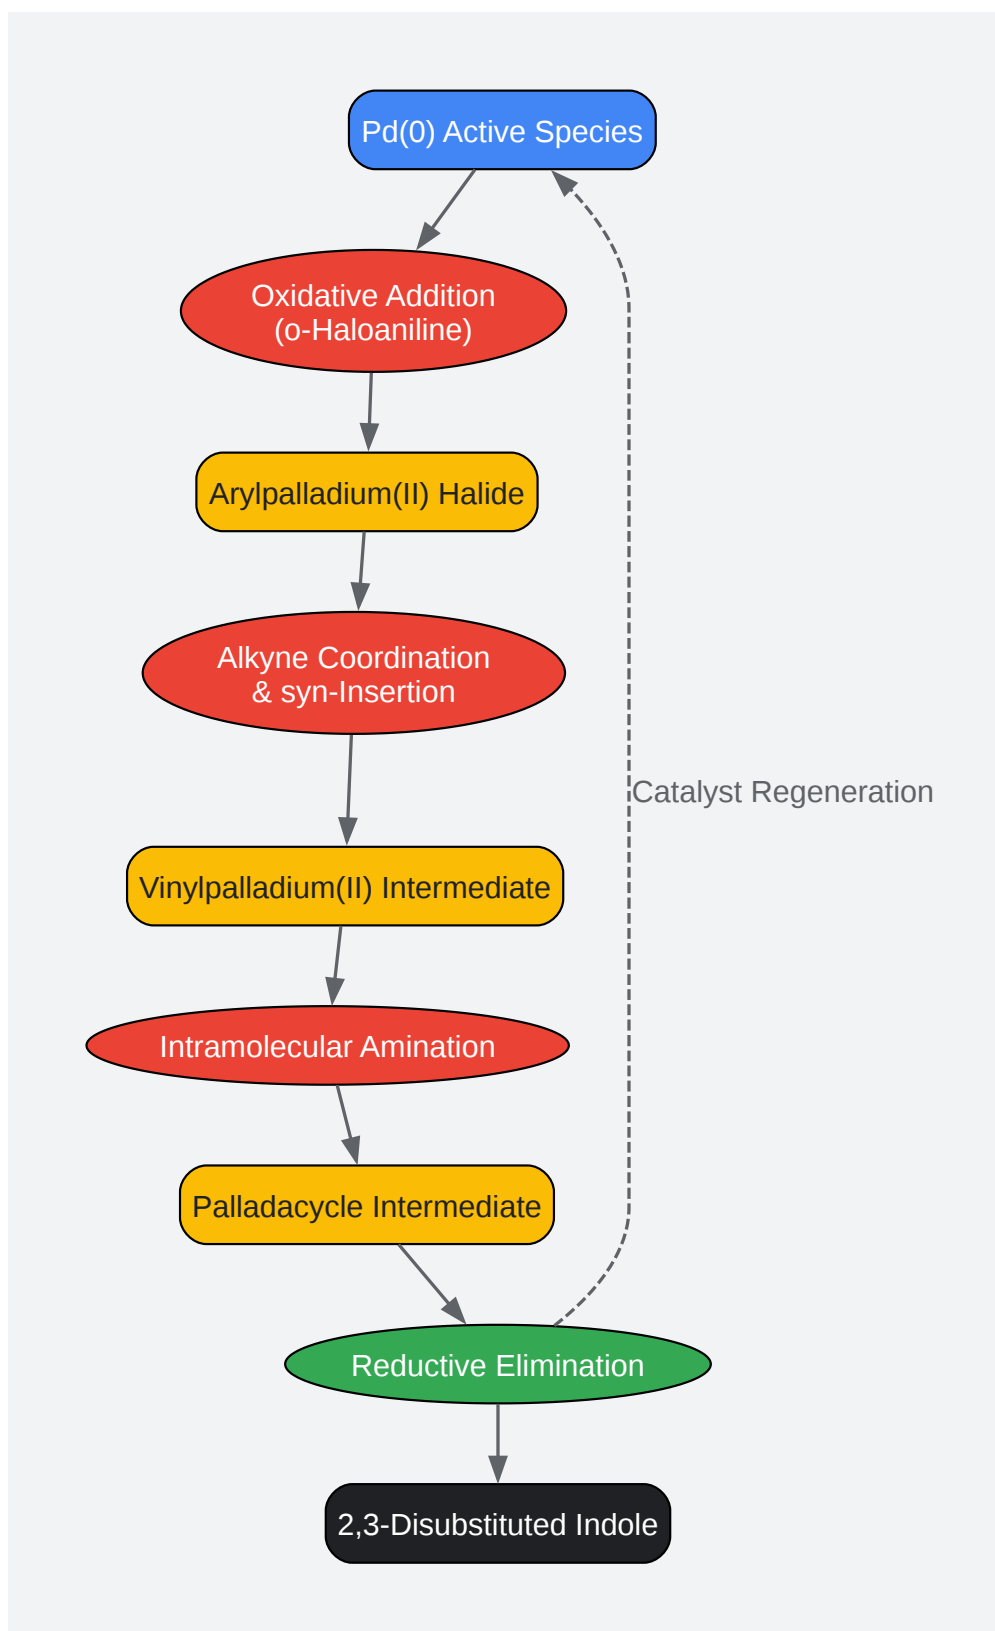 Pd(0) Active Species
Oxidative Addition
(o-Haloaniline)
Arylpalladium(II) Halide
Alkyne Coordination
& syn-Insertion
Catalyst Regeneration
Vinylpalladium(II) Intermediate
Intramolecular Amination
Palladacycle Intermediate
Reductive Elimination
2,3-Disubstituted Indole